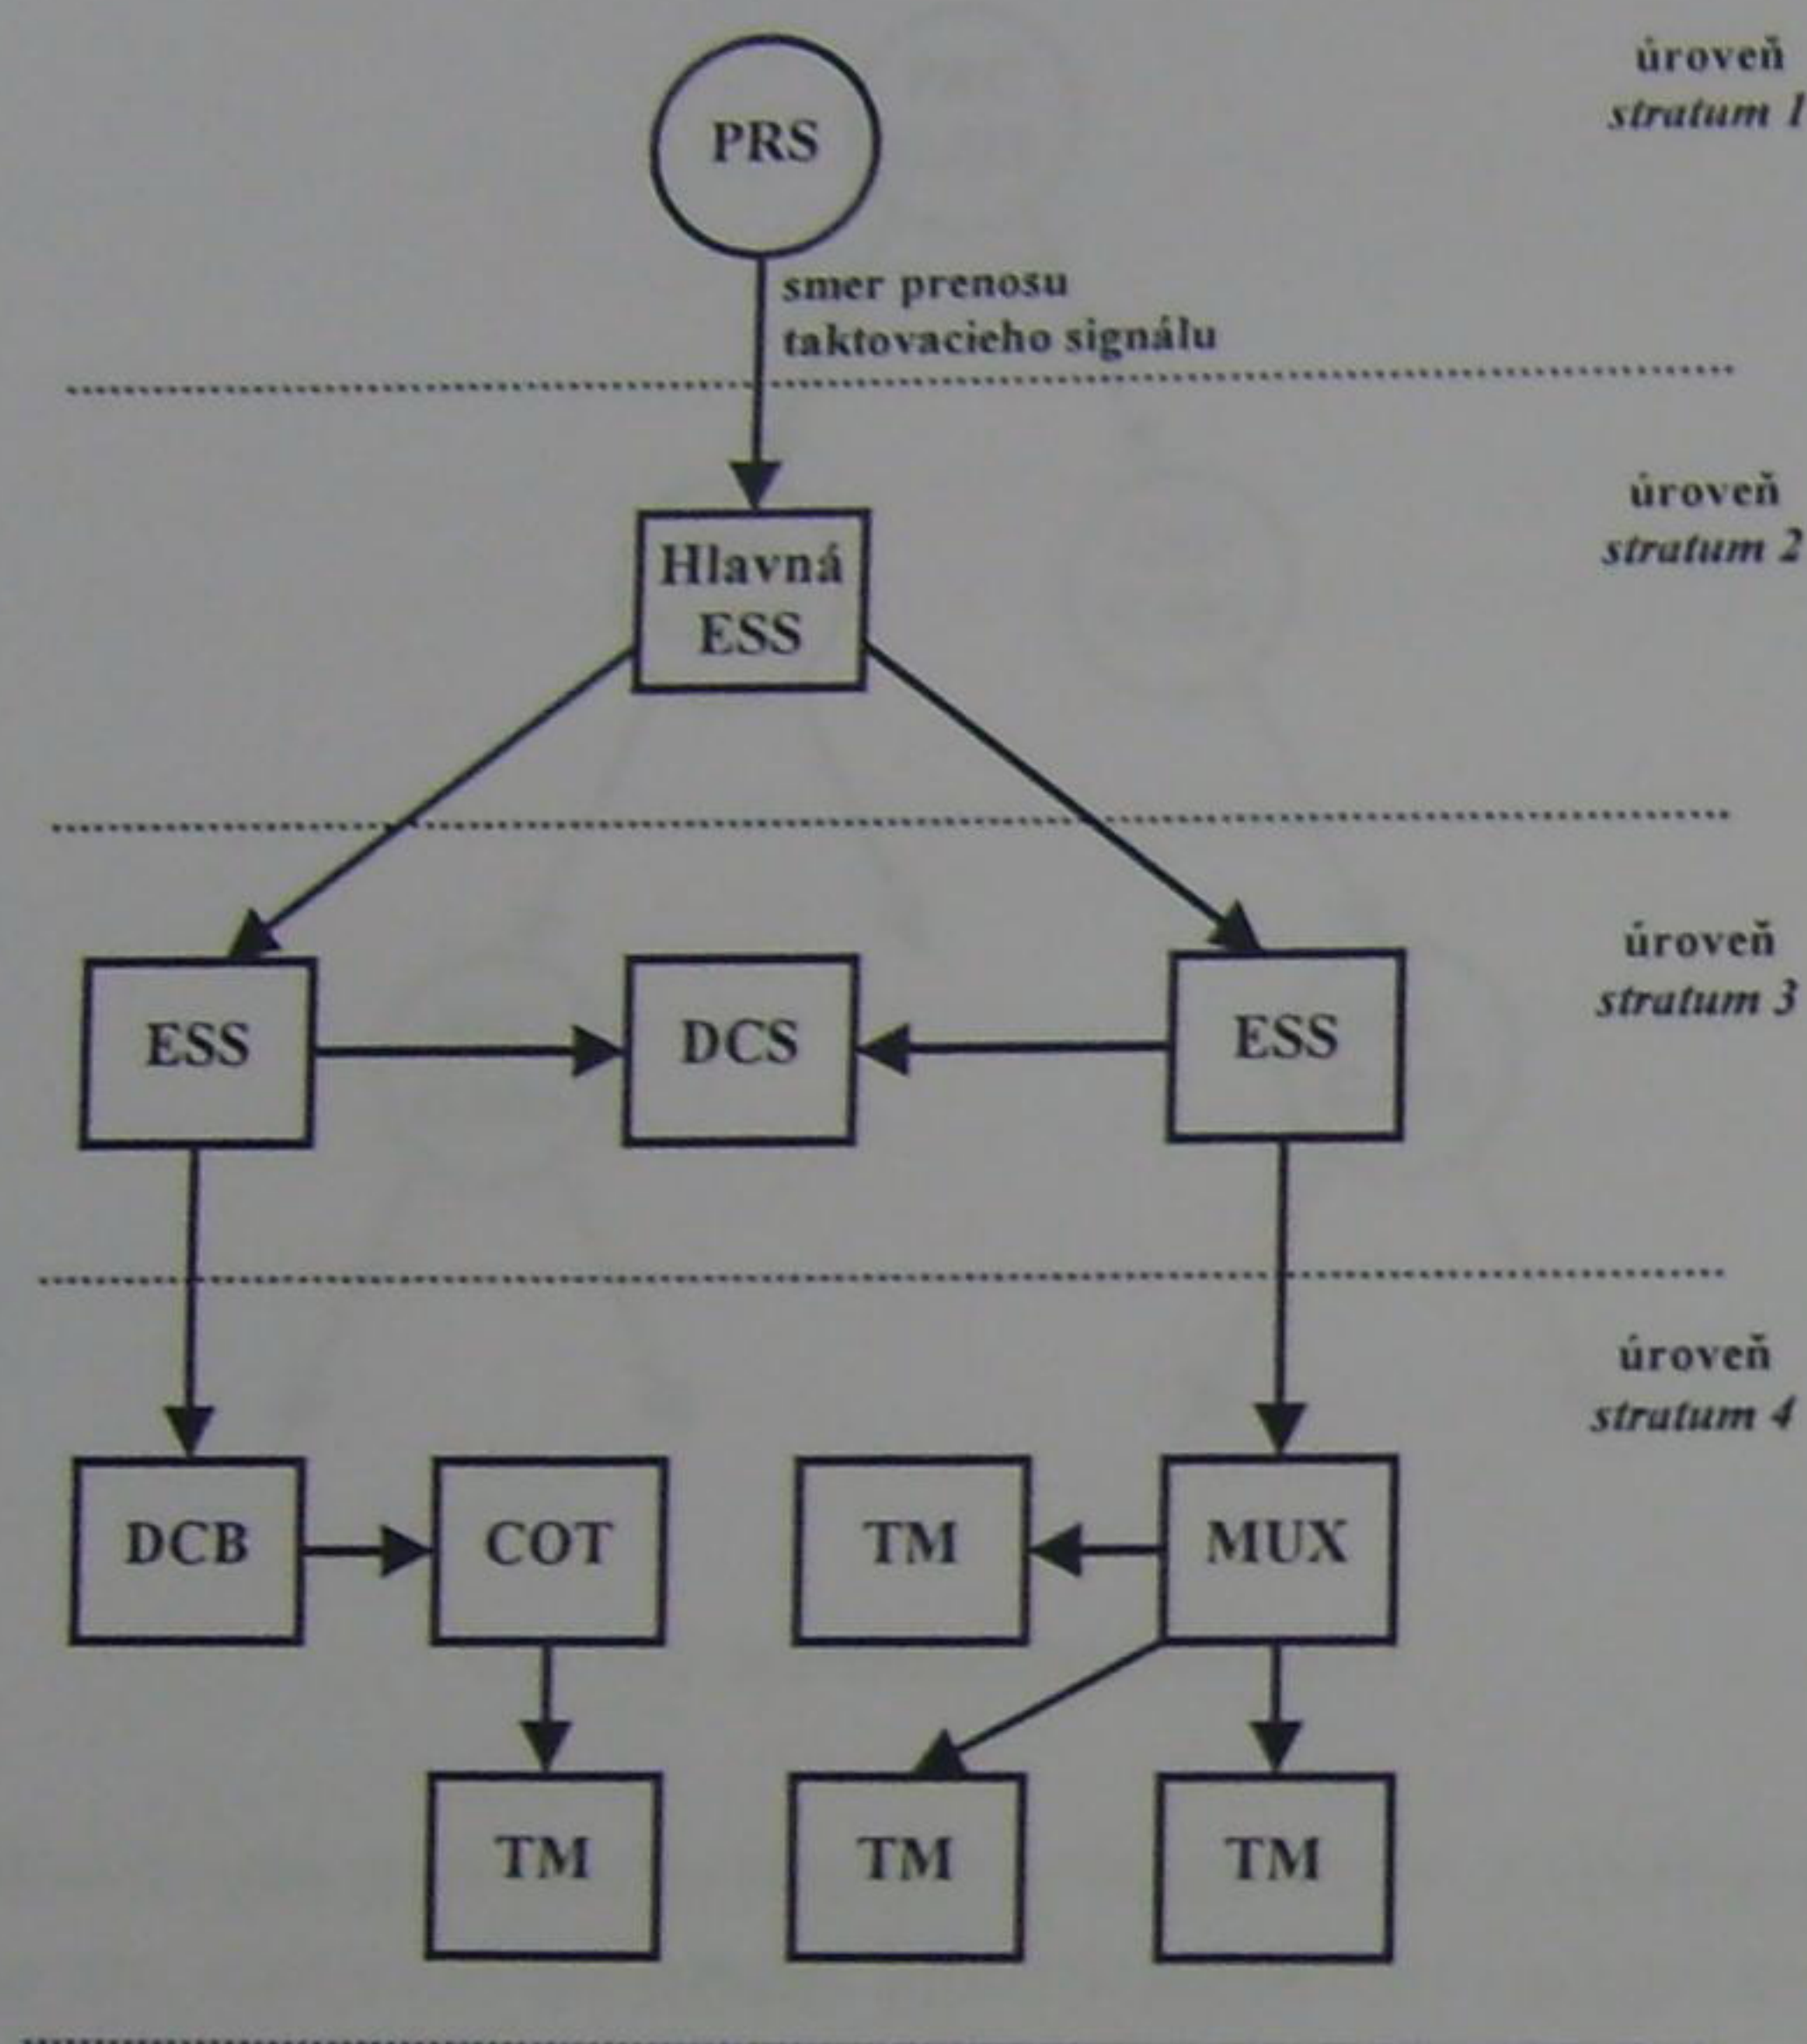 PRS
úroveň
stratum 1
smer prenosu
taktovacieho signálu
Hlavná
ESS
úroveň
stratum 2
ESS
DCS
ESS
úroveň
stratum 3
úroveň
stratum 4
DCB
COT
TM
MUX
TM
TM
TM